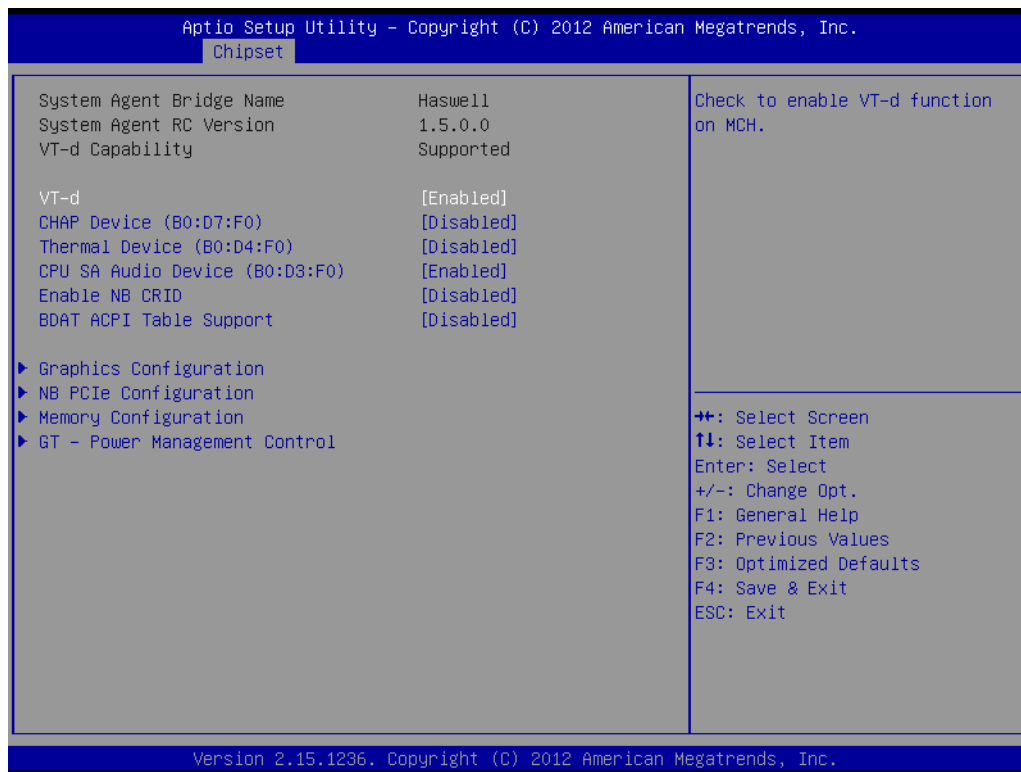 Aptio Setup Utility – Copyright (C) 2012 American Megatrends, Inc.
Chipset
System Agent Bridge Name Haswell
System Agent RC Version 1.5.0.0
VT-d Capability Supported
VT-d [Enabled]
CHAP Device (B0:D7:F0) [Disabled]
Thermal Device (B0:D4:F0) [Disabled]
CPU SA Audio Device (B0:D3:F0) [Enabled]
Enable NB CRID [Disabled]
BDAT ACPI Table Support [Disabled]
▶ Graphics Configuration
▶ NB PCIe Configuration
▶ Memory Configuration
▶ GT – Power Management Control
Check to enable VT-d function
on MCH.
→←: Select Screen
↑↓: Select Item
Enter: Select
+/-: Change Opt.
F1: General Help
F2: Previous Values
F3: Optimized Defaults
F4: Save & Exit
ESC: Exit
Version 2.15.1236. Copyright (C) 2012 American Megatrends, Inc.